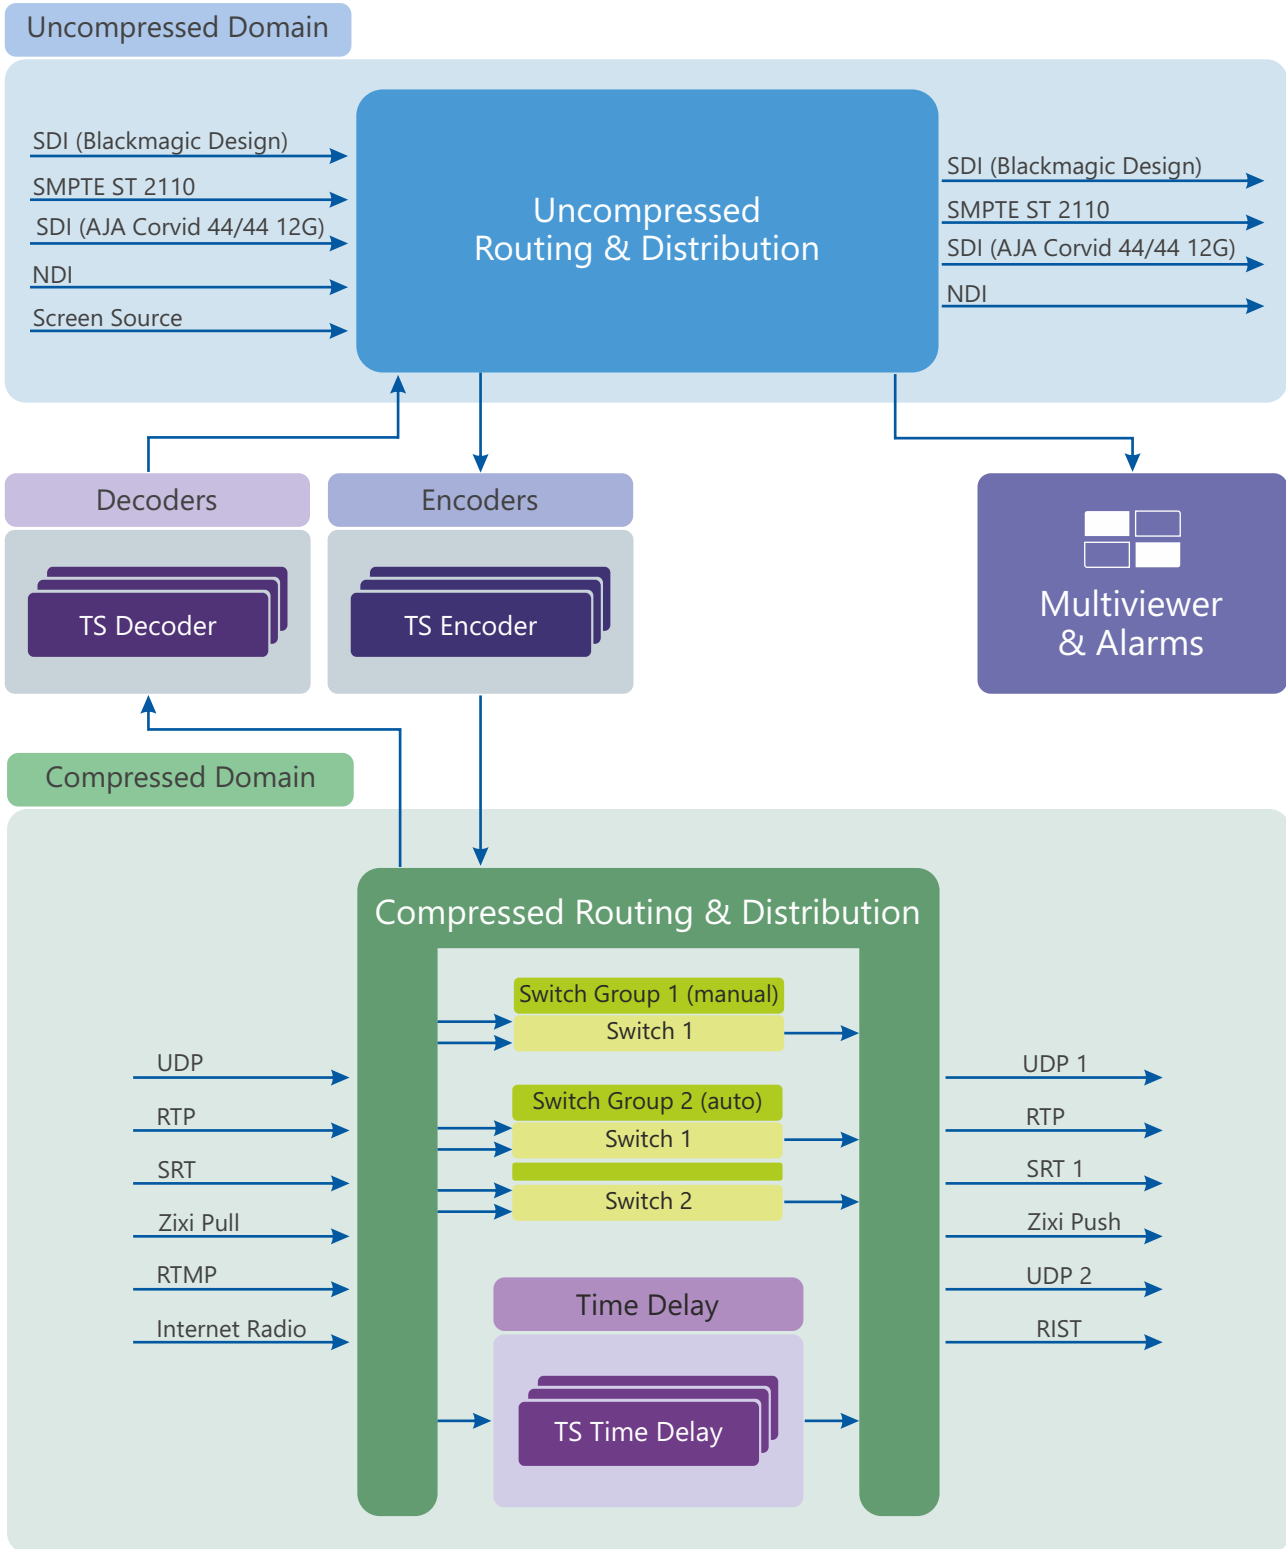 Uncompressed Domain
SDI (Blackmagic Design)
SMPTE ST 2110
SDI (AJA Corvid 44/44 12G)
NDI
Screen Source
Uncompressed
Routing & Distribution
SDI (Blackmagic Design)
SMPTE ST 2110
SDI (AJA Corvid 44/44 12G)
NDI
Decoders
TS Decoder
Encoders
TS Encoder
Multiviewer
& Alarms
Compressed Domain
Compressed Routing & Distribution
UDP
RTP
SRT
Zixi Pull
RTMP
Internet Radio
Switch Group 1 (manual)
Switch 1
Switch Group 2 (auto)
Switch 1
Switch 2
Time Delay
TS Time Delay
UDP 1
RTP
SRT 1
Zixi Push
UDP 2
RIST